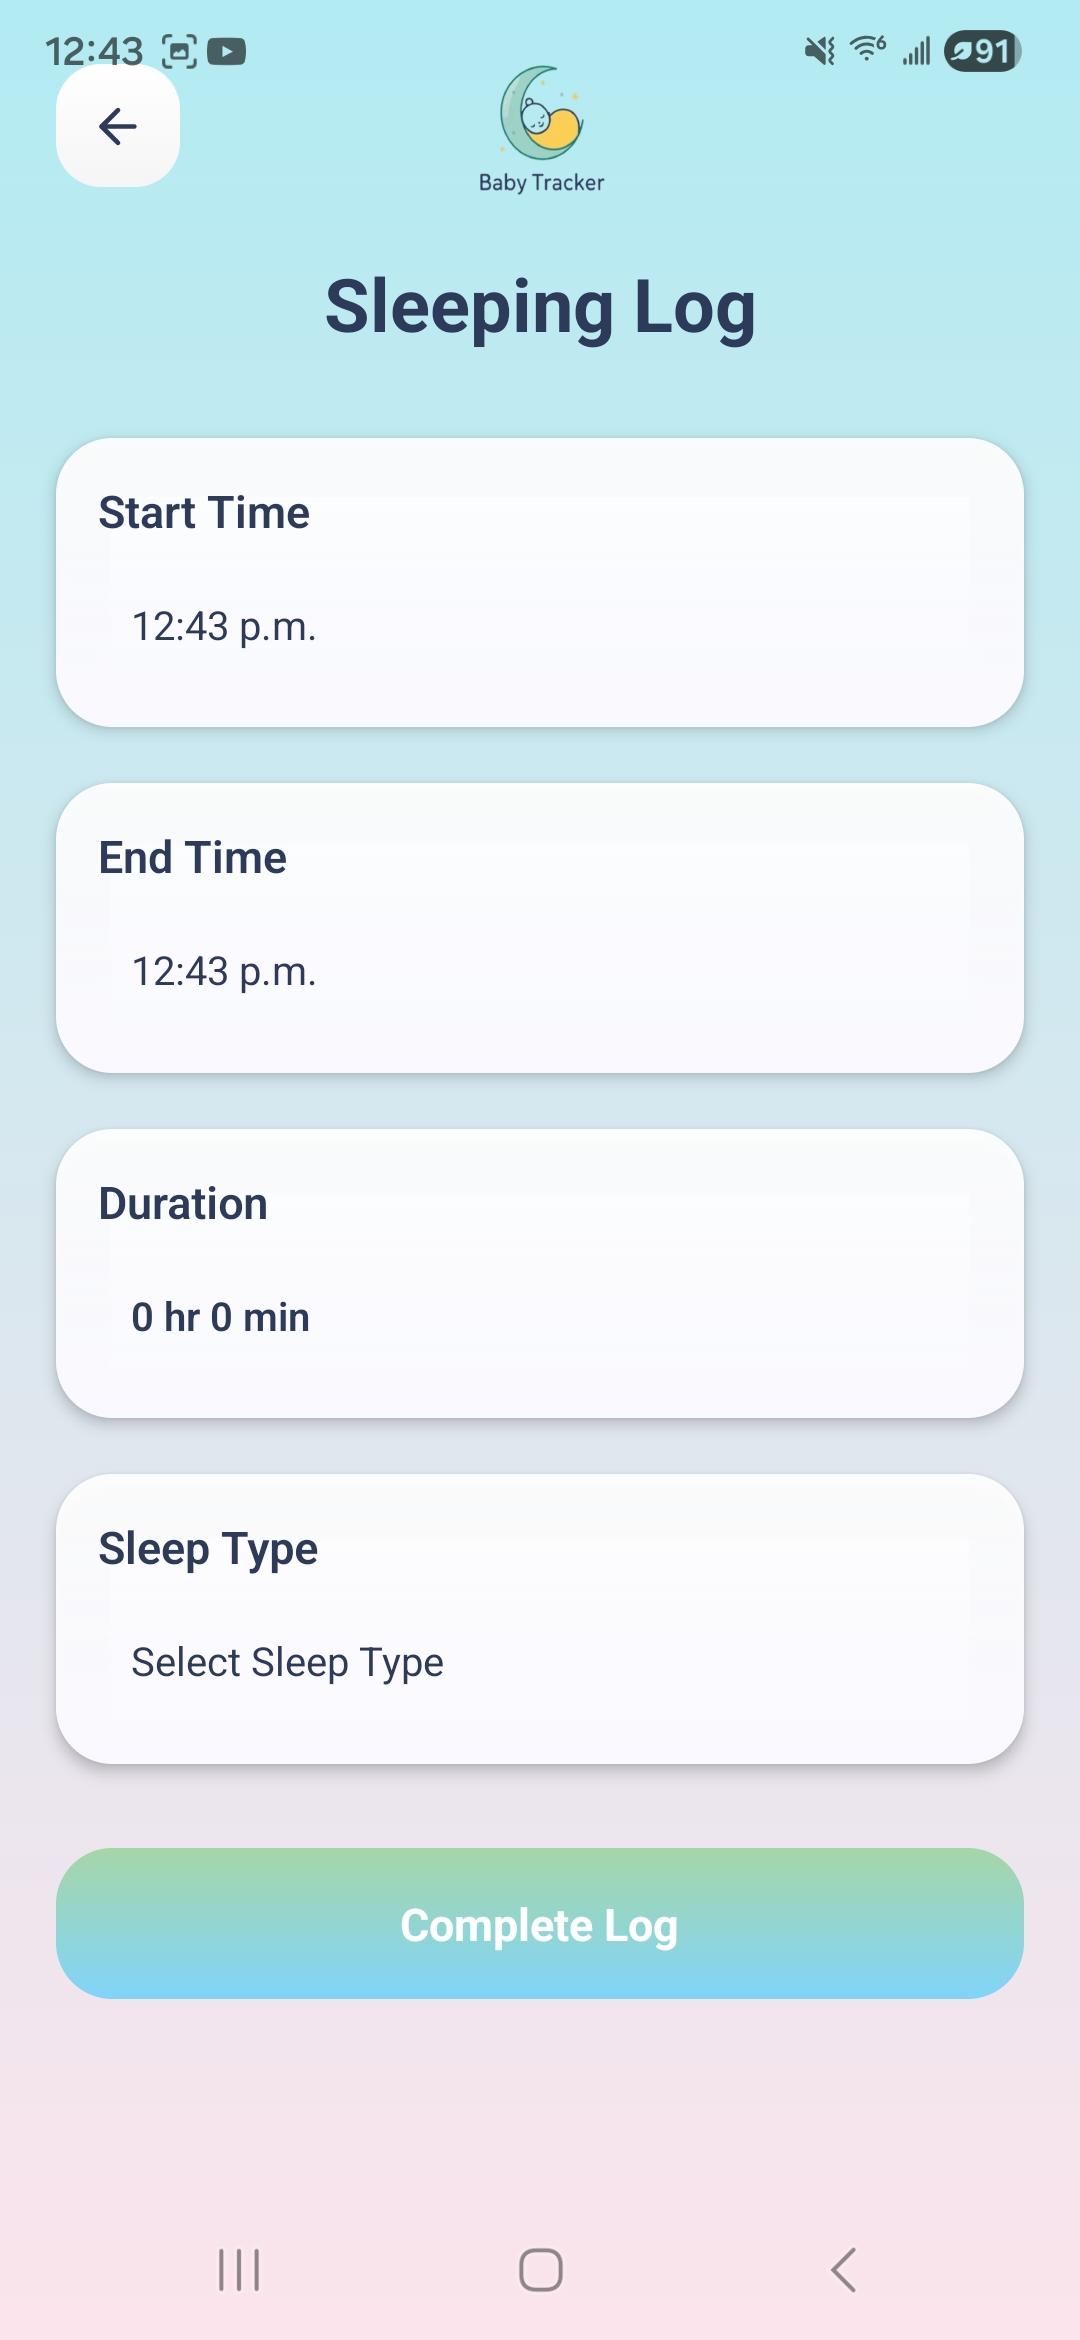 12:43
6
91
Baby Tracker
Sleeping Log
Start Time
12:43 p.m.
End Time
12:43 p.m.
Duration
0 hr 0 min
Sleep Type
Select Sleep Type
Complete Log